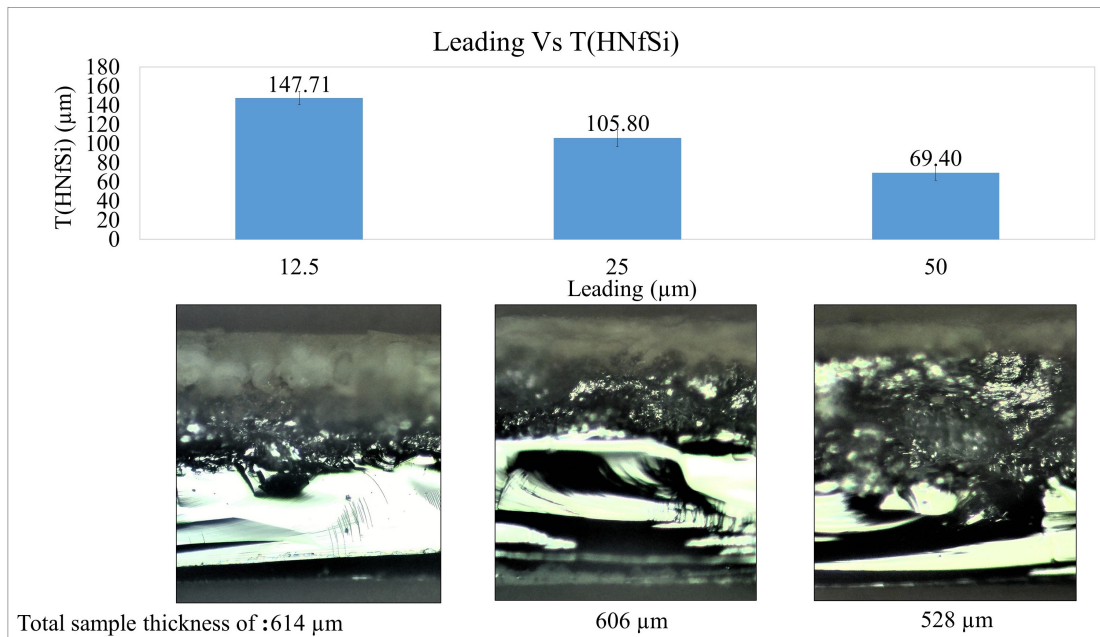 Leading Vs T(HNfSi)
T(HNfSi) (µm)
180
160
140
120
100
80
60
40
20
0
147.71
105.80
69.40
12.5
25
50
Leading (µm)
Total sample thickness of :614 µm
606 µm
528 µm